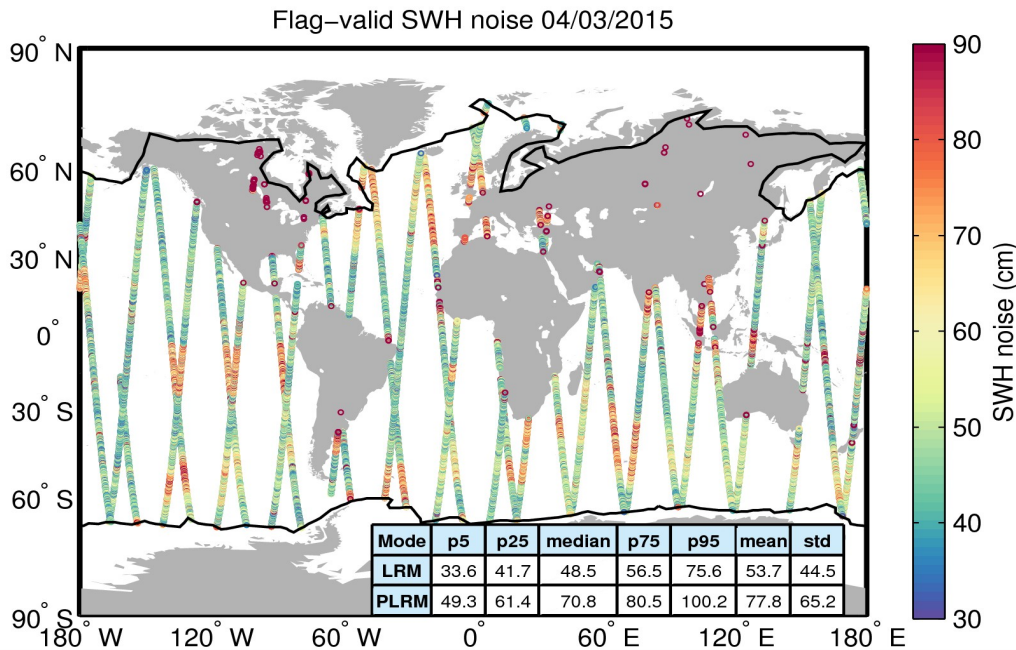 Flag−valid SWH noise 04/03/2015
90° N
60° N
30° N
0°
30° S
60° S
90° S
180° W
120° W
60° W
0°
60° E
120° E
180° E
Mode p5 p25 median p75 p95 mean std
LRM 33.6 41.7 48.5 56.5 75.6 53.7 44.5
PLRM 49.3 61.4 70.8 80.5 100.2 77.8 65.2
90
80
70
60
50
40
30
SWH noise (cm)